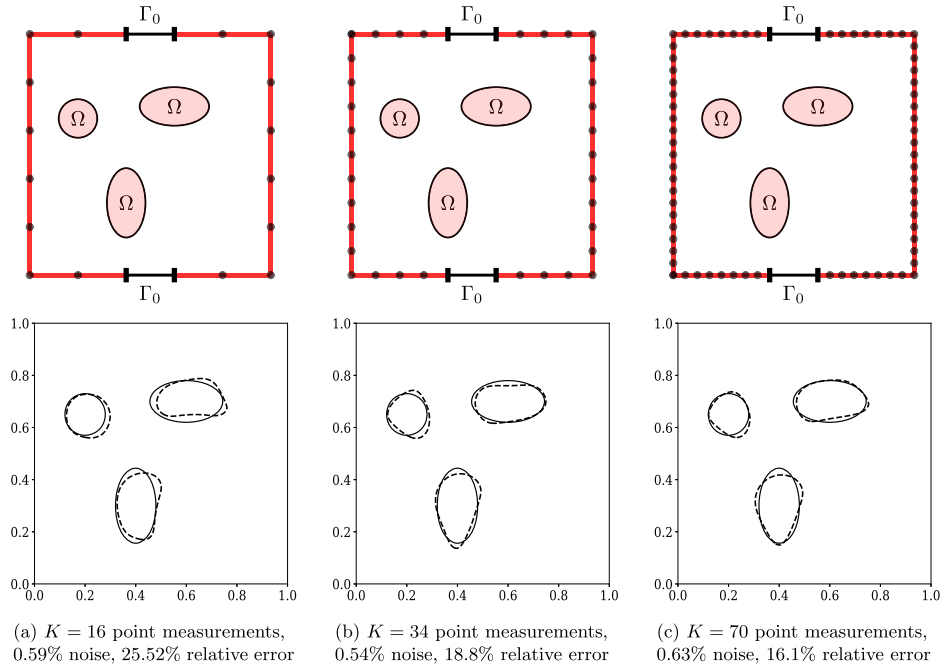 Γ₀ Γ₀ Γ₀
Ω Ω Ω Ω Ω Ω
Ω Ω Ω
Γ₀ Γ₀ Γ₀
1.0 1.0 1.0
0.8 0.8 0.8
0.6 0.6 0.6
0.4 0.4 0.4
0.2 0.2 0.2
0.0 0.0 0.0
0.0 0.2 0.4 0.6 0.8 1.0 0.0 0.2 0.4 0.6 0.8 1.0 0.0 0.2 0.4 0.6 0.8 1.0
(a) K = 16 point measurements,
0.59% noise, 25.52% relative error
(b) K = 34 point measurements,
0.54% noise, 18.8% relative error
(c) K = 70 point measurements,
0.63% noise, 16.1% relative error